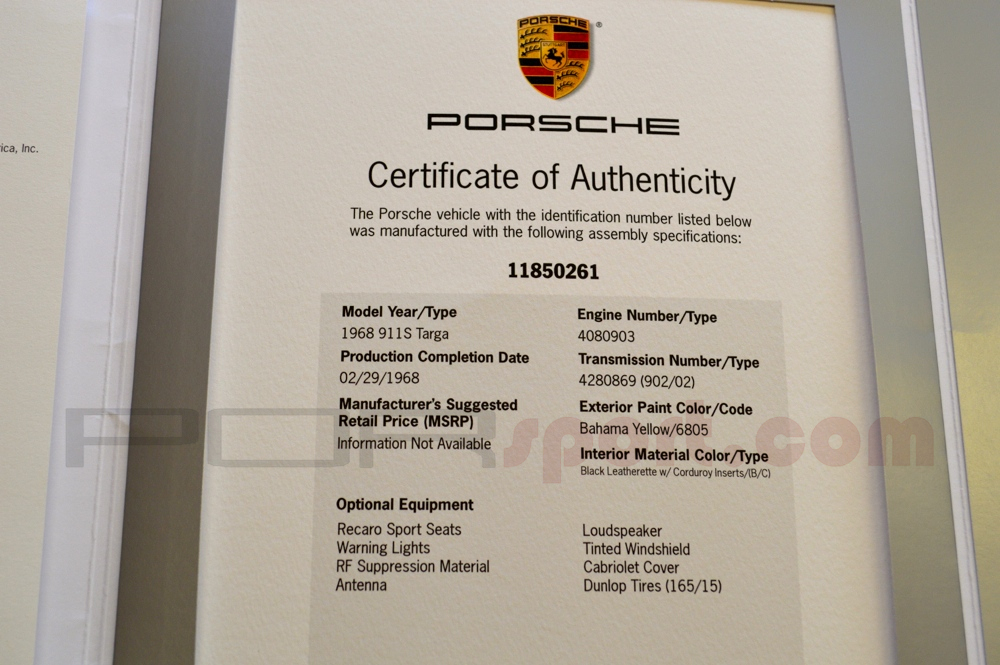 ica, Inc.
PORSCHE
®
STUTTGART
PORSCHE
Certificate of Authenticity
The Porsche vehicle with the identification number listed below
was manufactured with the following assembly specifications:
11850261
Model Year/Type
1968 911S Targa
Production Completion Date
02/29/1968
Manufacturer's Suggested
Retail Price (MSRP)
Information Not Available
Engine Number/Type
4080903
Transmission Number/Type
4280869 (902/02)
Exterior Paint Color/Code
Bahama Yellow/6805
Interior Material Color/Type
Black Leatherette w/ Corduroy Inserts/(B/C)
PORsport.com
Optional Equipment
Recaro Sport Seats
Warning Lights
RF Suppression Material
Antenna
Loudspeaker
Tinted Windshield
Cabriolet Cover
Dunlop Tires (165/15)